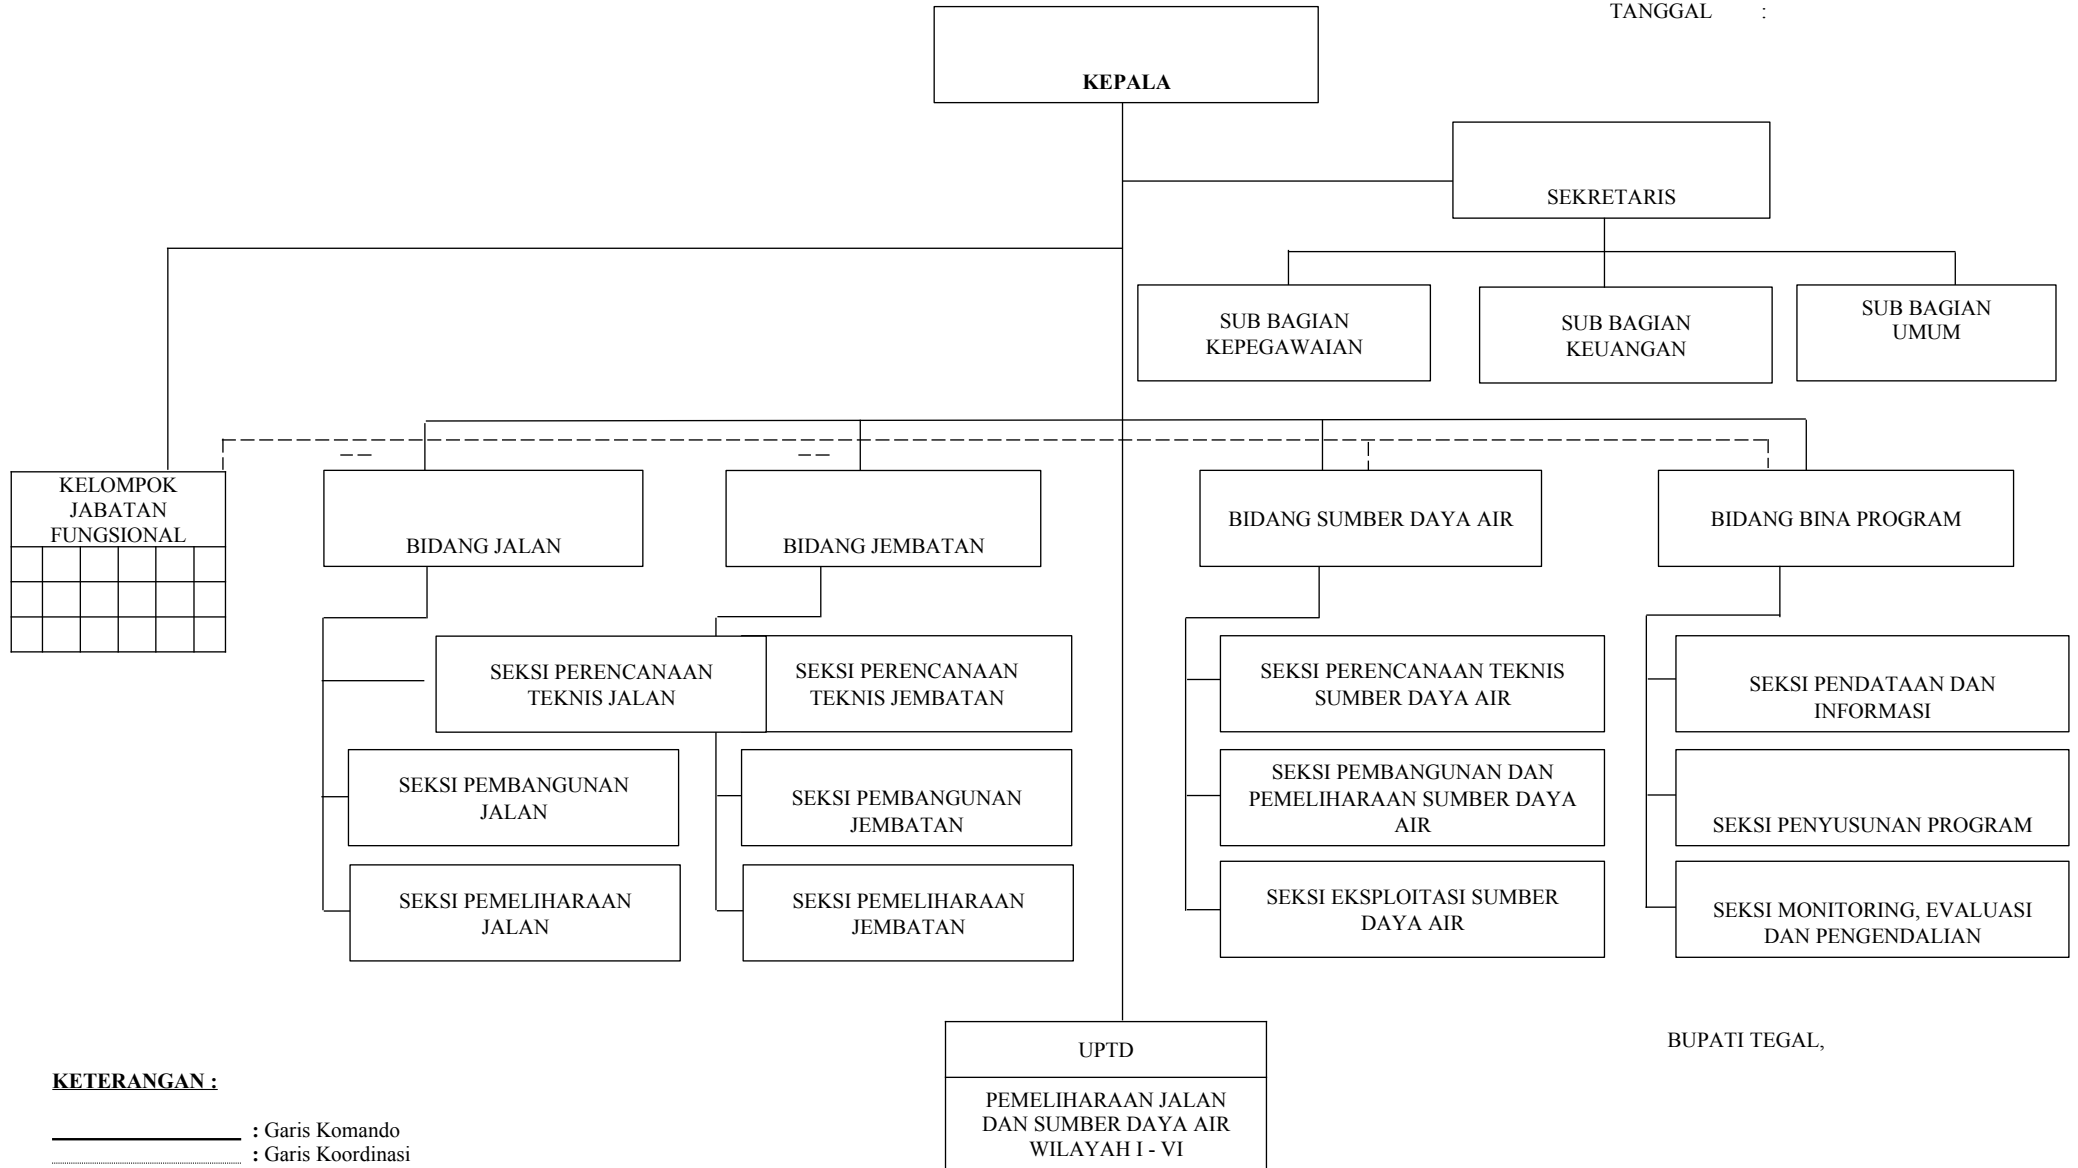 TANGGAL :
KEPALA
SEKRETARIS
SUB BAGIAN
KEPEGAWAIAN
SUB BAGIAN
KEUANGAN
SUB BAGIAN
UMUM
KELOMPOK
JABATAN
FUNGSIONAL
BIDANG JALAN
BIDANG JEMBATAN
BIDANG SUMBER DAYA AIR
BIDANG BINA PROGRAM
SEKSI PERENCANAAN
TEKNIS JALAN
SEKSI PEMBANGUNAN
JALAN
SEKSI PEMELIHARAAN
JALAN
SEKSI PERENCANAAN
TEKNIS JEMBATAN
SEKSI PEMBANGUNAN
JEMBATAN
SEKSI PEMELIHARAAN
JEMBATAN
SEKSI PERENCANAAN TEKNIS
SUMBER DAYA AIR
SEKSI PEMBANGUNAN DAN
PEMELIHARAAN SUMBER DAYA
AIR
SEKSI EKSPLOITASI SUMBER
DAYA AIR
SEKSI PENDATAAN DAN
INFORMASI
SEKSI PENYUSUNAN PROGRAM
SEKSI MONITORING, EVALUASI
DAN PENGENDALIAN
UPTD
PEMELIHARAAN JALAN
DAN SUMBER DAYA AIR
WILAYAH I - VI
BUPATI TEGAL,
KETERANGAN :
: Garis Komando
: Garis Koordinasi